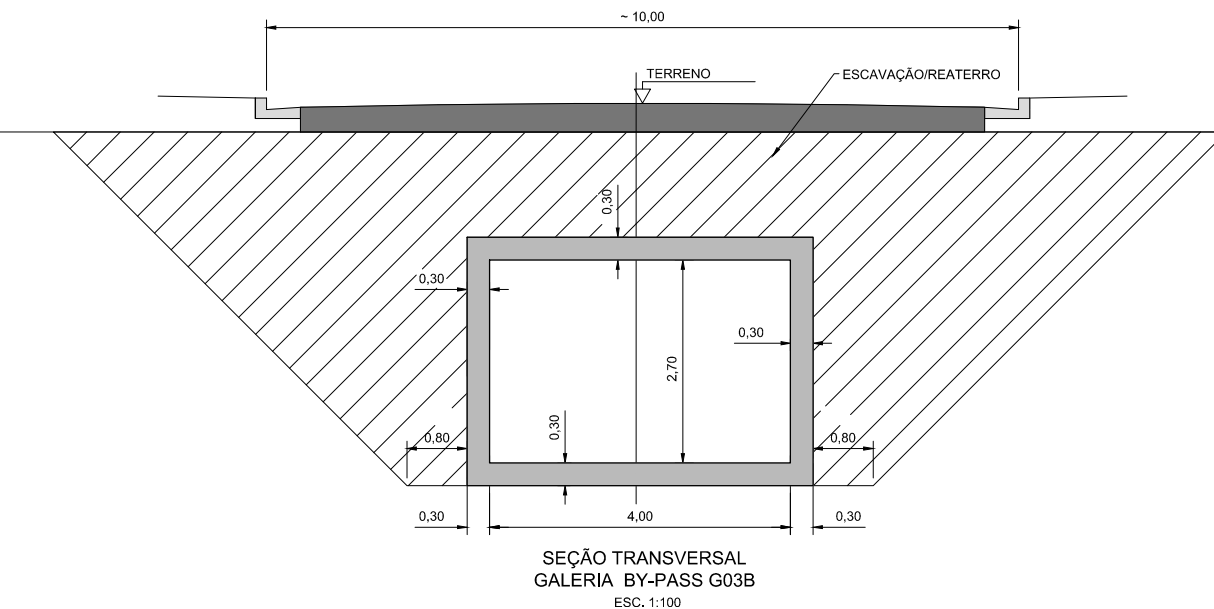 ~ 10,00
TERRENO
ESCAVAÇÃO/REATERRO
0,30
0,30
0,30
2,70
0,30
0,80
0,80
0,30
4,00
0,30
SEÇÃO TRANSVERSAL
GALERIA BY-PASS G03B
ESC. 1:100